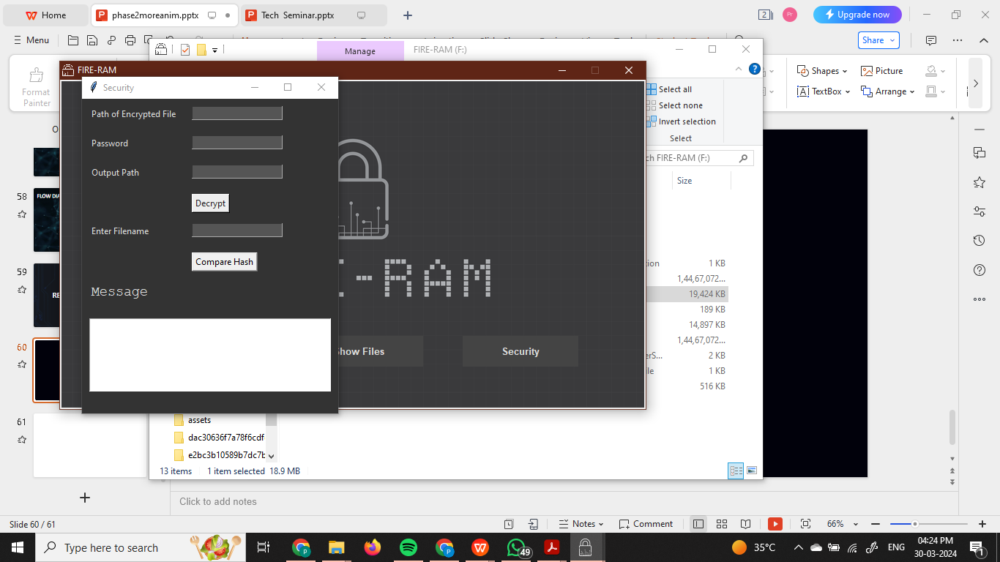 Home
phase2moreanim.pptx
Tech Seminar.pptx
2
Pr
Upgrade now
Menu
Share
Manage
FIRE-RAM (F:)
Format
Painter
Shapes
Picture
TextBox
Arrange
FIRE-RAM
Security
Path of Encrypted File
Password
Output Path
Decrypt
Enter Filename
Compare Hash
Message
-RAM
Show Files
Security
Select all
Select none
Invert selection
Select
ch FIRE-RAM (F:)
Size
1 KB
1,44,67,072...
19,424 KB
189 KB
14,897 KB
1,44,67,072...
2 KB
1 KB
516 KB
58
FLOW DIA
59
RE
60
61
assets
dac30636f7a78f6cdf
e2bc3b10589b7dc7b
13 items
1 item selected 18.9 MB
Click to add notes
Slide 60 / 61
Notes
Comment
66%
Type here to search
49
35°C
ENG
04:24 PM
30-03-2024
1